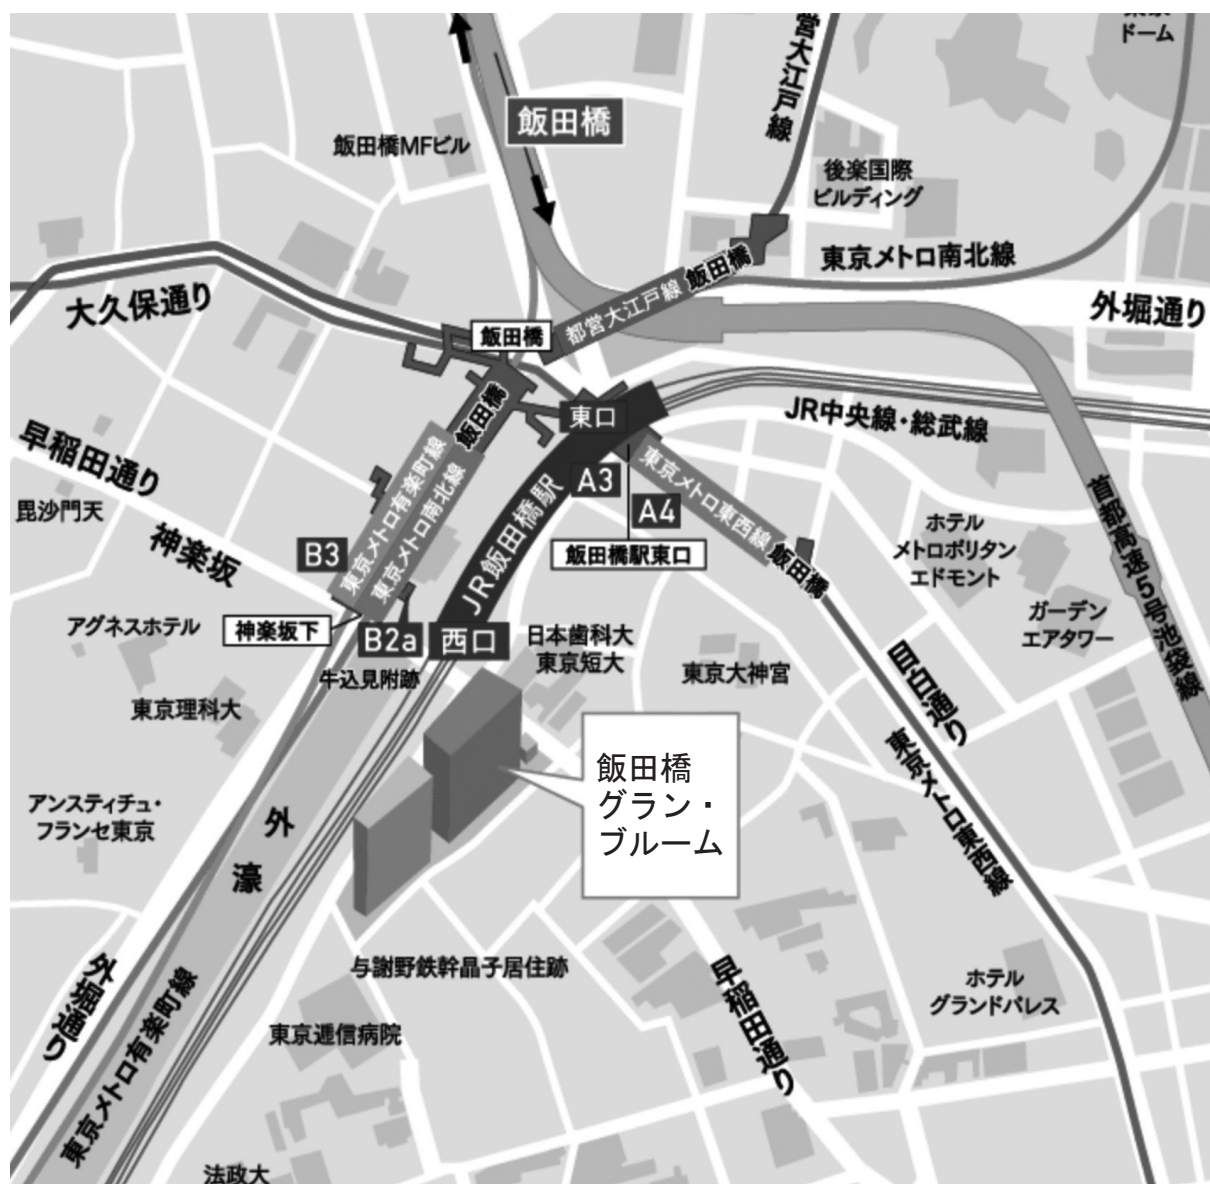 東京
ドーム
営大江戸線
飯田橋
飯田橋MFビル
後楽国際
ビルディング
飯田橋
東京メトロ南北線
外堀通り
大久保通り
都営大江戸線
飯田橋
飯田橋
東口
JR中央線・総武線
早稲田通り
毘沙門天
神楽坂
東京メトロ有楽町線
東京メトロ南北線
JR飯田橋駅
A3
A4
東京メトロ東西線
飯田橋
飯田橋駅東口
ホテル
メトロポリタン
エドモント
首都高速5号池袋線
ガーデン
エアタワー
B3
アグネスホテル
神楽坂下
B2a
西口
牛込見附跡
日本歯科大
東京短大
東京大神宮
目白通り
東京理科大
飯田橋
グラン・
ブルーム
東京メトロ東西線
アンスティチュ・
フランセ東京
外
濠
外堀通り
東京メトロ有楽町線
与謝野鉄幹晶子居住跡
早稲田通り
ホテル
グランドパレス
東京逓信病院
法政大